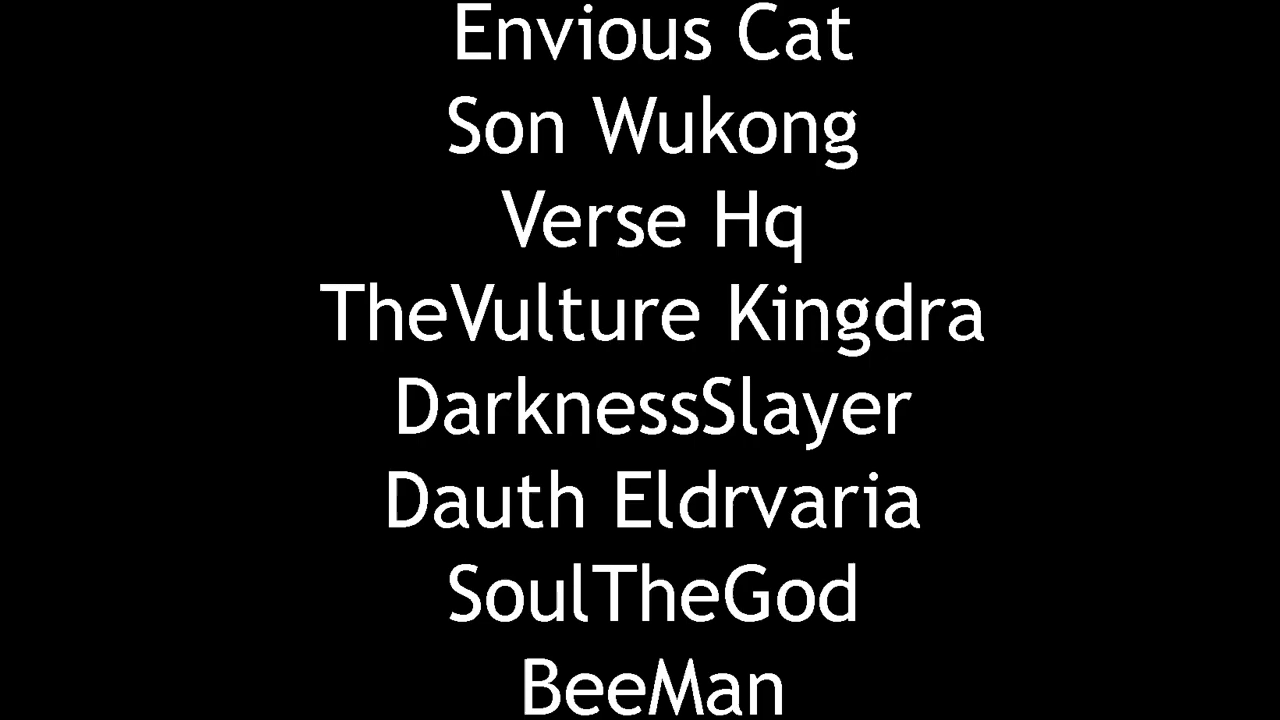 Envious Cat
Son Wukong
Verse Hq
TheVulture Kingdra
DarknessSlayer
Dauth Eldrvaria
SoulTheGod
BeeMan